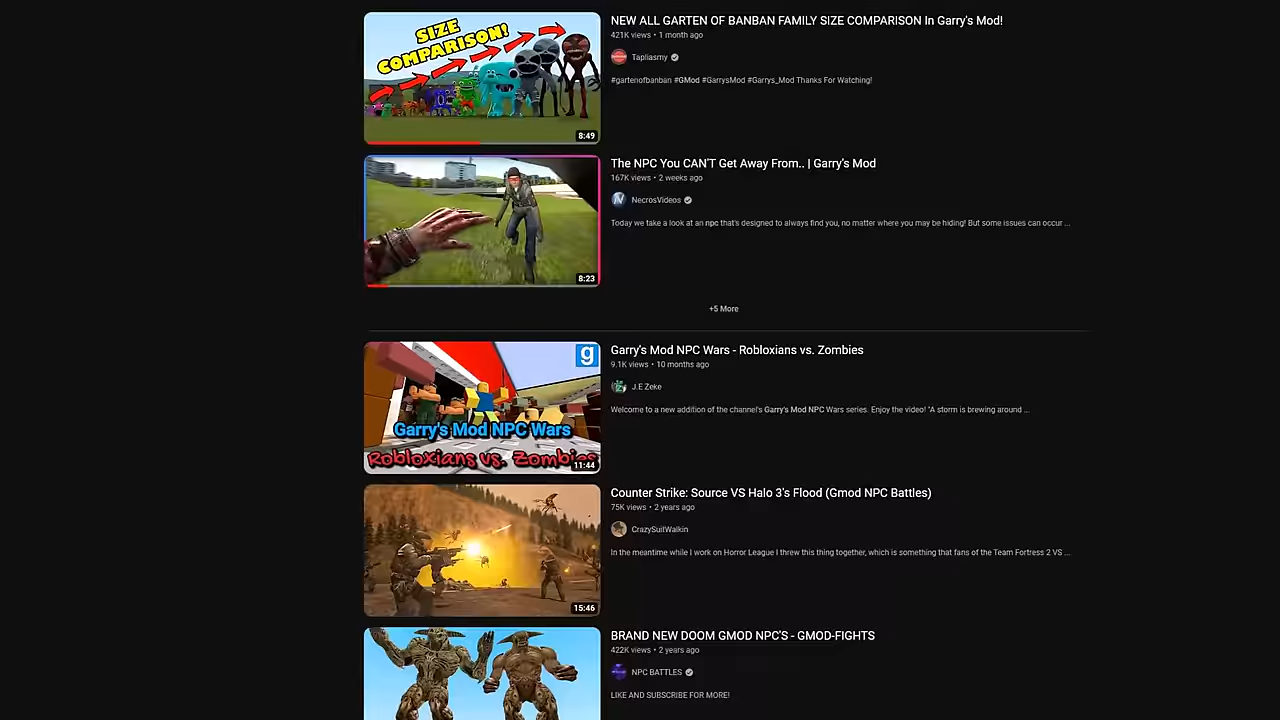 SIZE
COMPARISON!
8:49
NEW ALL GARTEN OF BANBAN FAMILY SIZE COMPARISON In Garry's Mod!
421K views • 1 month ago
Tapliasmy
#gartenofbanban #GMod #GarrysMod #Garrys_Mod Thanks For Watching!
8:23
The NPC You CAN'T Get Away From.. | Garry's Mod
167K views • 2 weeks ago
NecrosVideos
Today we take a look at an npc that's designed to always find you, no matter where you may be hiding! But some issues can occur ...
+5 More
g
Garry's Mod NPC Wars
Robloxians vs. Zombies
11:44
Garry's Mod NPC Wars - Robloxians vs. Zombies
9.1K views • 10 months ago
J.E Zeke
Welcome to a new addition of the channel's Garry's Mod NPC Wars series. Enjoy the video! "A storm is brewing around ...
15:46
Counter Strike: Source VS Halo 3's Flood (Gmod NPC Battles)
75K views • 2 years ago
CrazySuitWalkin
In the meantime while I work on Horror League I threw this thing together, which is something that fans of the Team Fortress 2 VS ...
BRAND NEW DOOM GMOD NPC'S - GMOD-FIGHTS
422K views • 2 years ago
NPC BATTLES
LIKE AND SUBSCRIBE FOR MORE!